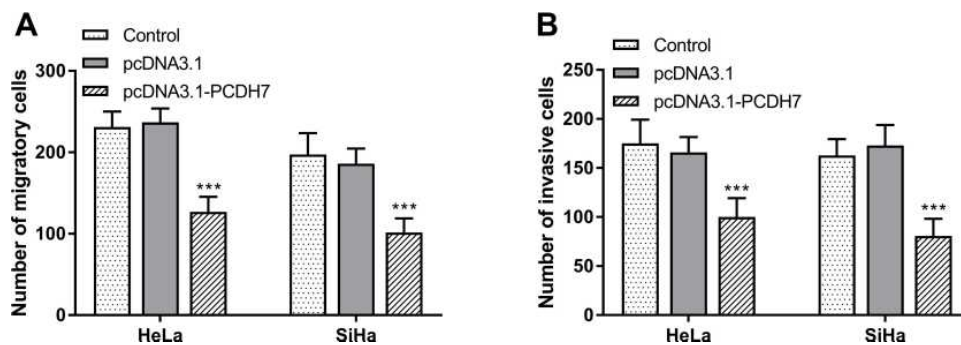 A
Control
pcDNA3.1
pcDNA3.1-PCDH7
Number of migratory cells
300
200
100
0
***
***
HeLa
SiHa
B
Control
pcDNA3.1
pcDNA3.1-PCDH7
Number of invasive cells
250
200
150
100
50
0
***
***
HeLa
SiHa